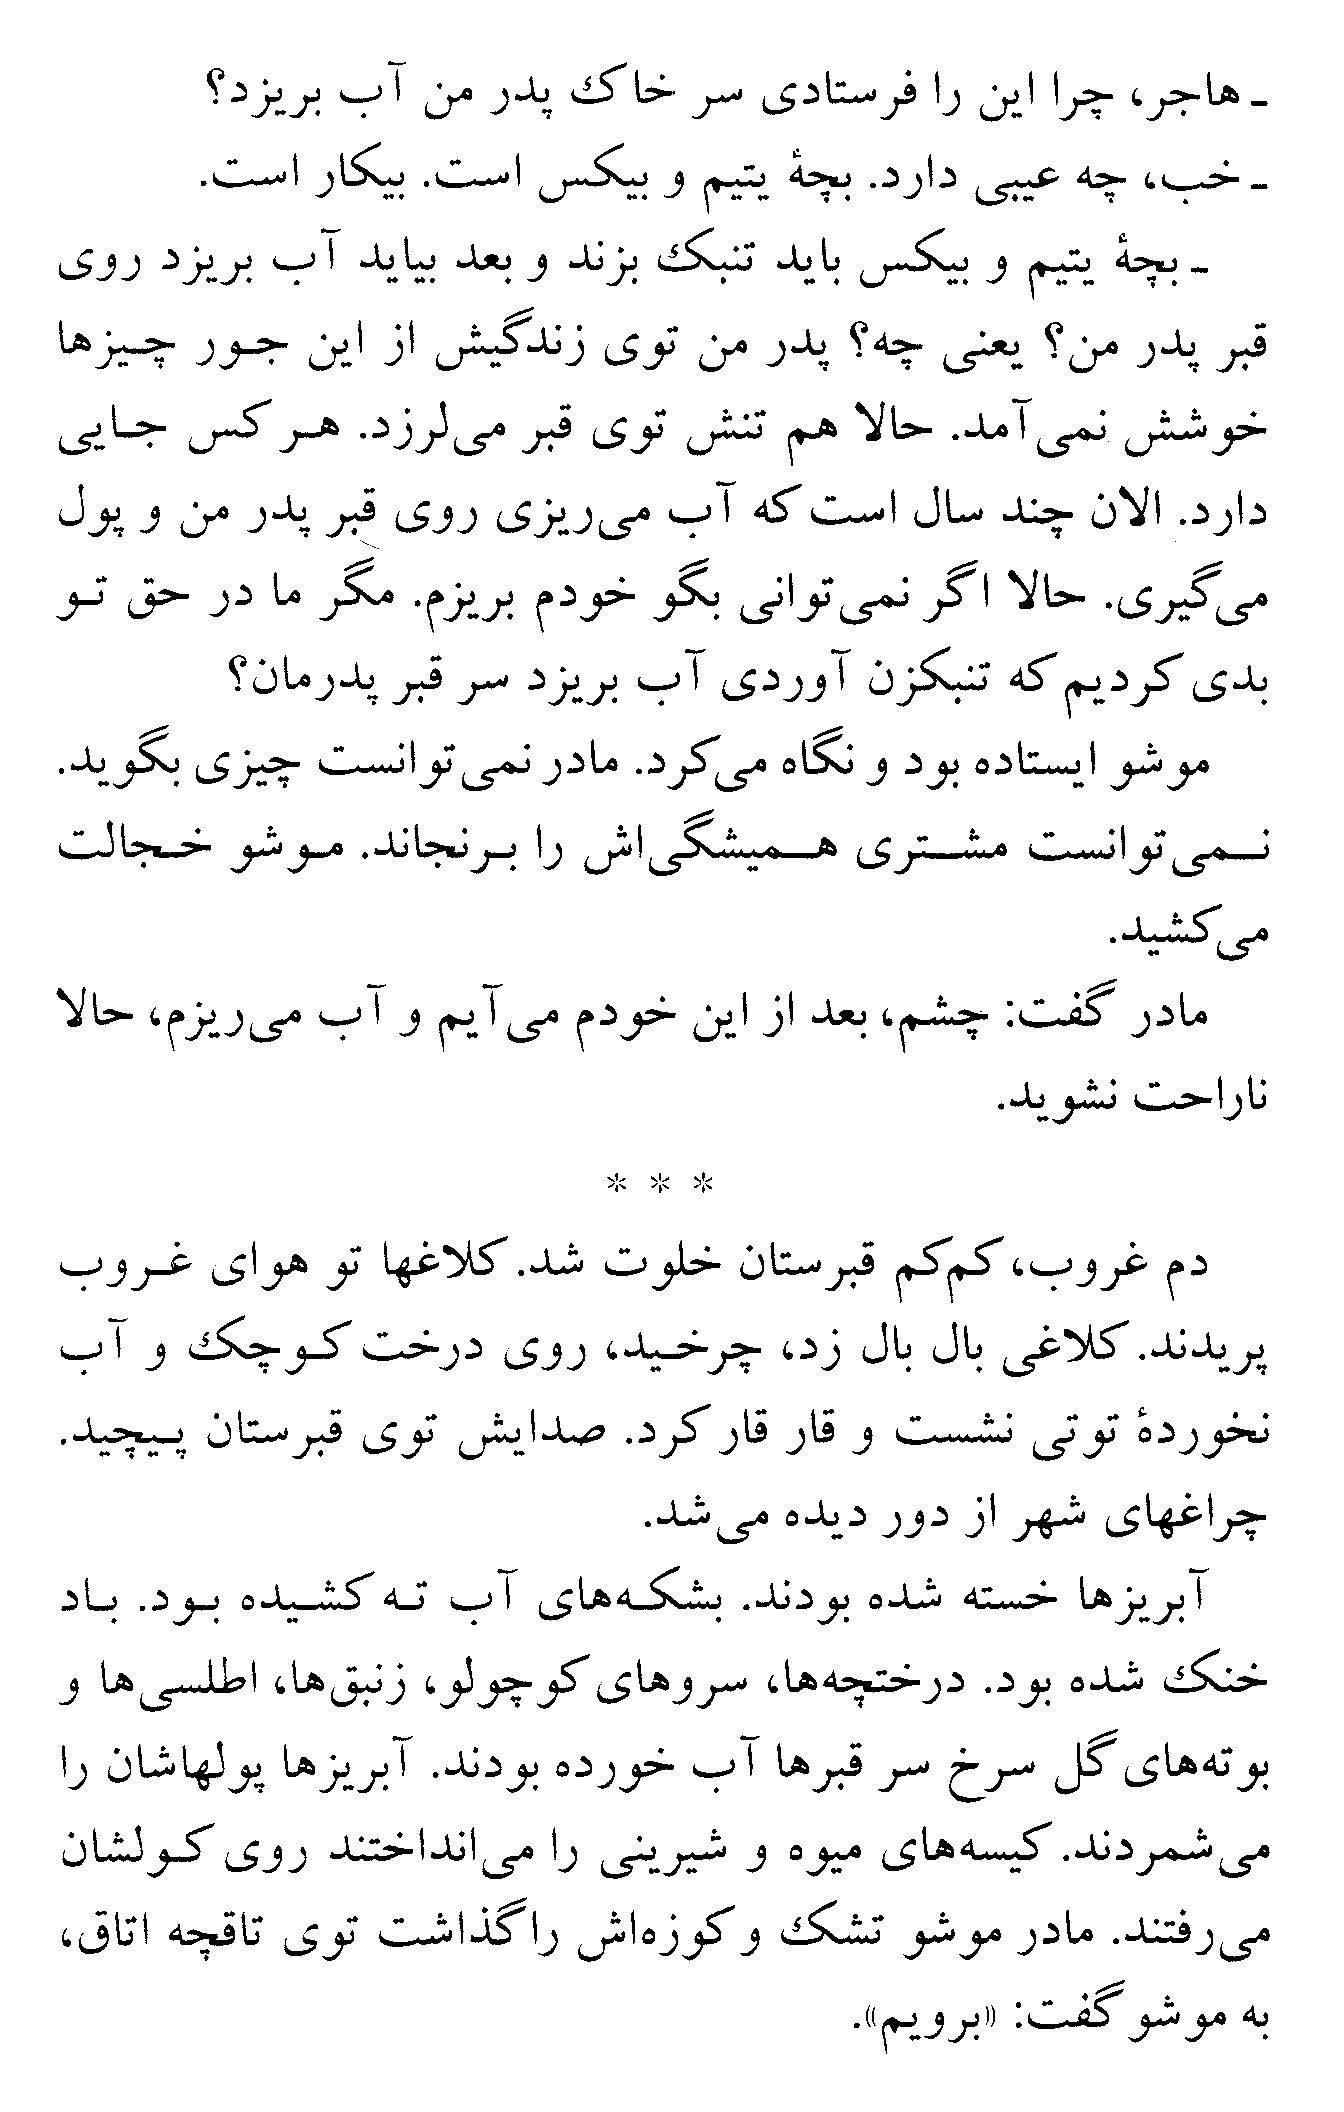 ـ هاجر، چرا این را فرستادی سر خاک پدر من آب بریزد؟
ـ خب، چه عیبی دارد. بچهٔ یتیم و بیکس است. بیکار است.
ـ بچهٔ یتیم و بیکس باید تنبک بزند و بعد بیاید آب بریزد روی
قبر پدر من؟ یعنی چه؟ پدر من توی زندگیش از این جور چیزها
خوشش نمی‌آمد. حالا هم تنش توی قبر می‌لرزد. هر کس جایی
دارد. الان چند سال است که آب می‌ریزی روی قبر پدر من و پول
می‌گیری. حالا اگر نمی‌توانی بگو خودم بریزم. مگر ما در حق تو
بدی کردیم که تنبکزن آوردی آب بریزد سر قبر پدرمان؟
موشو ایستاده بود و نگاه می‌کرد. مادر نمی‌توانست چیزی بگوید.
نمی‌توانست مشتری همیشگی‌اش را برنجاند. موشو خجالت
می‌کشید.
مادر گفت: چشم، بعد از این خودم می‌آیم و آب می‌ریزم، حالا
ناراحت نشوید.
* * *
دم غروب، کم‌کم قبرستان خلوت شد. کلاغها تو هوای غروب
پریدند. کلاغی بال بال زد، چرخید، روی درخت کوچک و آب
نخوردهٔ توتی نشست و قار قار کرد. صدایش توی قبرستان پیچید.
چراغهای شهر از دور دیده می‌شد.
آبریزها خسته شده بودند. بشکه‌های آب ته کشیده بود. باد
خنک شده بود. درختچه‌ها، سروهای کوچولو، زنبق‌ها، اطلسی‌ها و
بوته‌های گل سرخ سر قبرها آب خورده بودند. آبریزها پولهاشان را
می‌شمردند. کیسه‌های میوه و شیرینی را می‌انداختند روی کولشان
می‌رفتند. مادر موشو تشک و کوزه‌اش را گذاشت توی تاقچه اتاق،
به موشو گفت: «برویم».